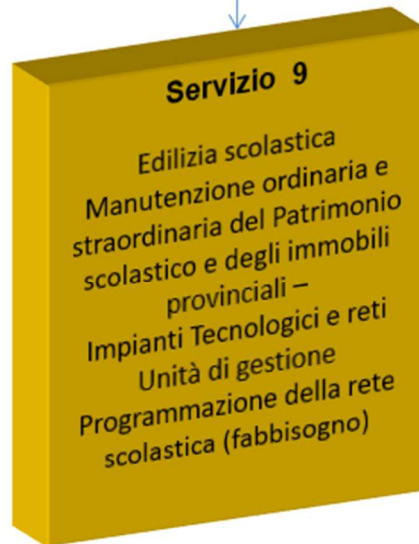 Servizio 9
Edilizia scolastica
Manutenzione ordinaria e
straordinaria del Patrimonio
scolastico e degli immobili
provinciali –
Impianti Tecnologici e reti
Unità di gestione
Programmazione della rete
scolastica (fabbisogno)